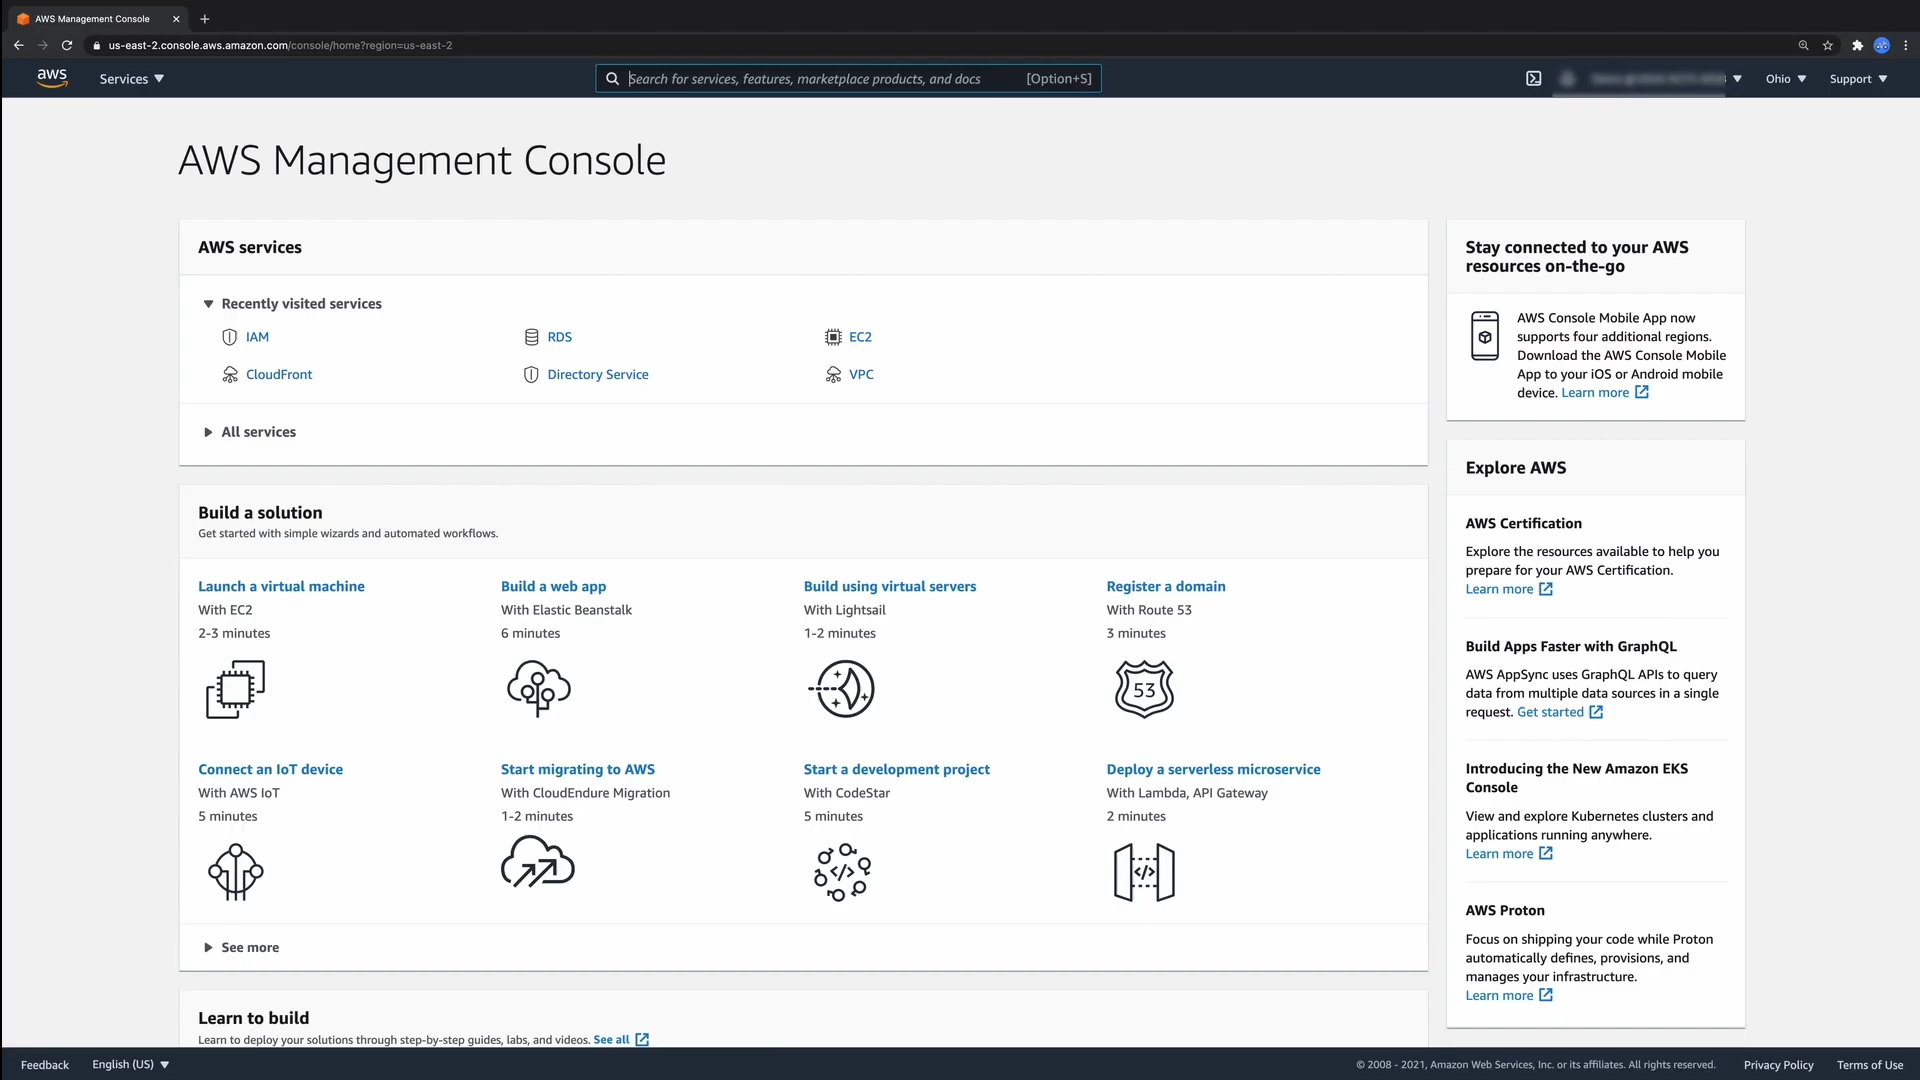 AWS Management Console
us-east-2.console.aws.amazon.com/console/home?region=us-east-2
aws
Services
Search for services, features, marketplace products, and docs
[Option+S]
Ohio
Support
AWS Management Console
AWS services
Recently visited services
IAM
RDS
EC2
CloudFront
Directory Service
VPC
All services
Build a solution
Get started with simple wizards and automated workflows.
Launch a virtual machine
With EC2
2-3 minutes
Build a web app
With Elastic Beanstalk
6 minutes
Build using virtual servers
With Lightsail
1-2 minutes
Register a domain
With Route 53
3 minutes
53
Connect an IoT device
With AWS IoT
5 minutes
Start migrating to AWS
With CloudEndure Migration
1-2 minutes
Start a development project
With CodeStar
5 minutes
</>
Deploy a serverless microservice
With Lambda, API Gateway
2 minutes
</>
See more
Learn to build
Learn to deploy your solutions through step-by-step guides, labs, and videos. See all
Stay connected to your AWS
resources on-the-go
AWS Console Mobile App now
supports four additional regions.
Download the AWS Console Mobile
App to your iOS or Android mobile
device. Learn more
Explore AWS
AWS Certification
Explore the resources available to help you
prepare for your AWS Certification.
Learn more
Build Apps Faster with GraphQL
AWS AppSync uses GraphQL APIs to query
data from multiple data sources in a single
request. Get started
Introducing the New Amazon EKS
Console
View and explore Kubernetes clusters and
applications running anywhere.
Learn more
AWS Proton
Focus on shipping your code while Proton
automatically defines, provisions, and
manages your infrastructure.
Learn more
Feedback
English (US)
© 2008 - 2021, Amazon Web Services, Inc. or its affiliates. All rights reserved.
Privacy Policy
Terms of Use